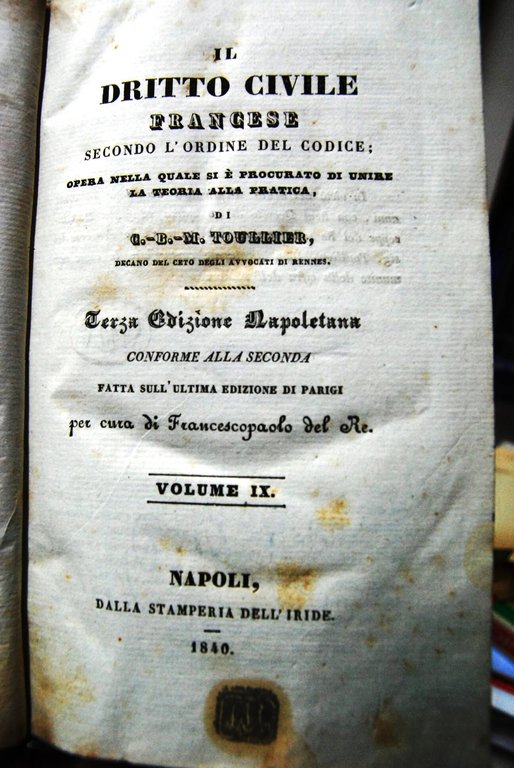 IL
DRITTO CIVILE
FRANCESE
SECONDO L'ORDINE DEL CODICE;
OPERA NELLA QUALE SI È PROCURATO DI UNIRE
LA TEORIA ALLA PRATICA,
DI
C.-B.-M. TOULLIER,
DECANO DEL CETO DEGLI AVVOCATI DI RENNES.
Terza Edizione Napoletana
CONFORME ALLA SECONDA
FATTA SULL'ULTIMA EDIZIONE DI PARIGI
per cura di Francescopaolo del Re.
VOLUME IX.
NAPOLI,
DALLA STAMPERIA DELL'IRIDE.
1840.